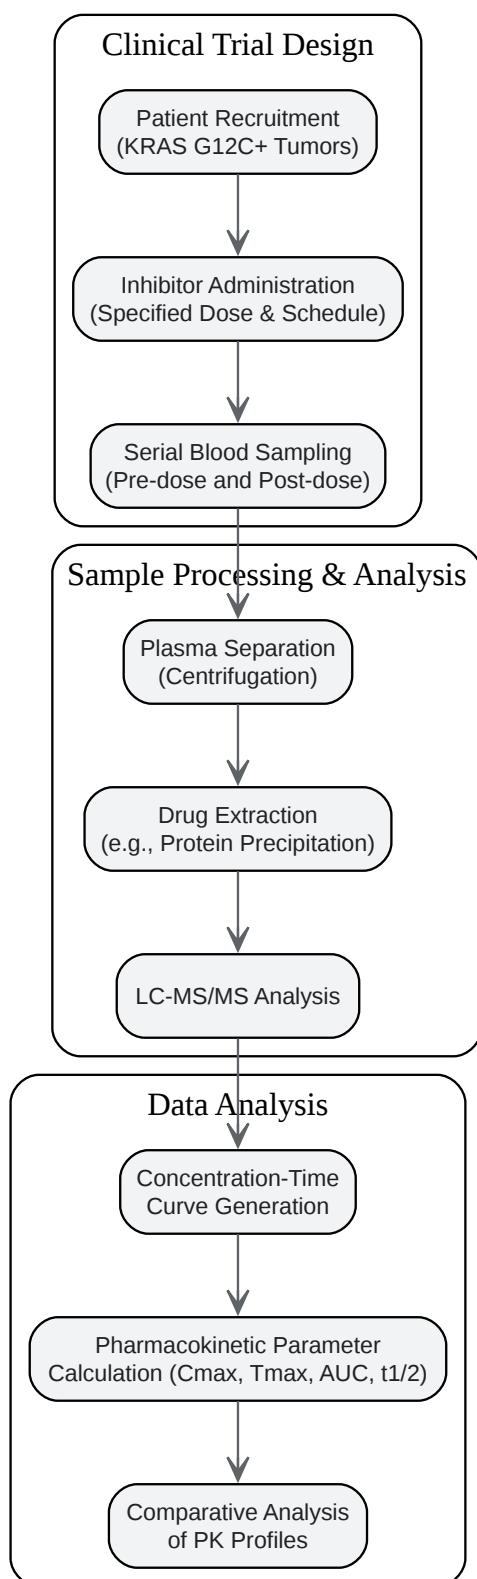 Clinical Trial Design
Patient Recruitment
(KRAS G12C+ Tumors)
Inhibitor Administration
(Specified Dose & Schedule)
Serial Blood Sampling
(Pre-dose and Post-dose)
Sample Processing & Analysis
Plasma Separation
(Centrifugation)
Drug Extraction
(e.g., Protein Precipitation)
LC-MS/MS Analysis
Data Analysis
Concentration-Time
Curve Generation
Pharmacokinetic Parameter
Calculation (Cmax, Tmax, AUC, t1/2)
Comparative Analysis
of PK Profiles